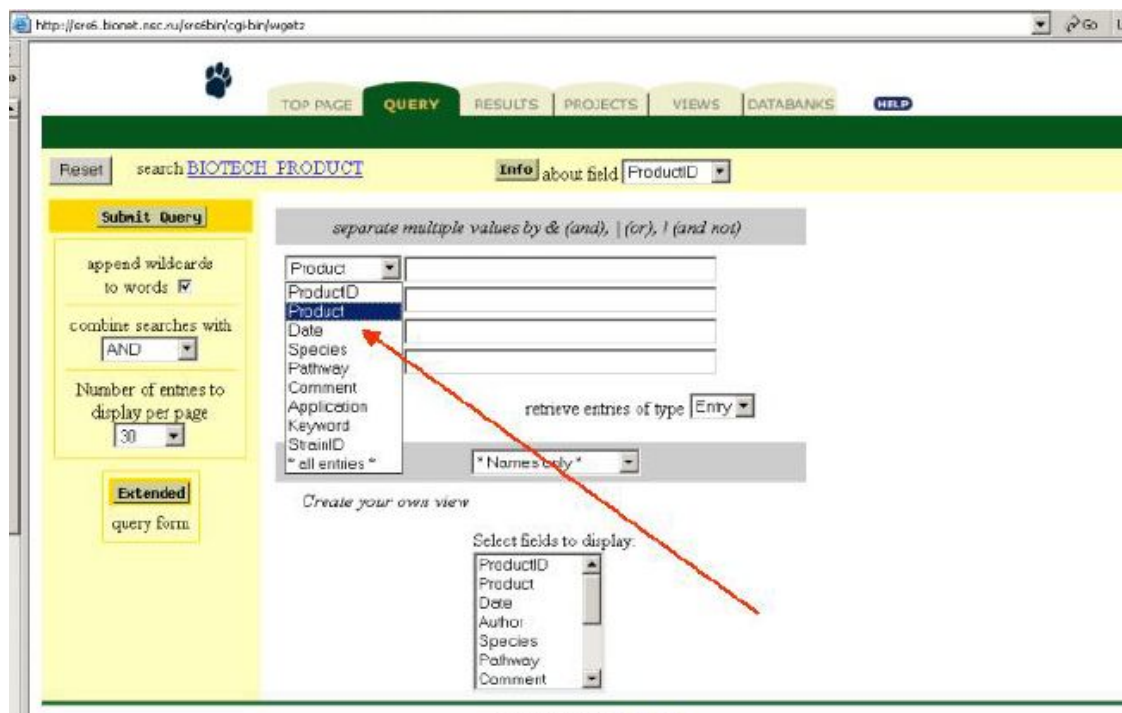 http://srs6.bionet.nsc.ru/srs6bin/cgi-bin/wgetz
Go
TOP PAGE QUERY RESULTS PROJECTS VIEWS DATABANKS HELP
Reset search BIOTECH_PRODUCT Info about field ProductID
Submit Query
separate multiple values by & (and), | (or), ! (and not)
append wildcards
to words
combine searches with
AND
Number of entries to
display per page
30
Extended
query form
Product
ProductID
Product
Date
Species
Pathway
Comment
Application
Keyword
StrainID
* all entries *
retrieve entries of type Entry
* Names only *
Create your own view
Select fields to display:
ProductID
Product
Date
Author
Species
Pathway
Comment